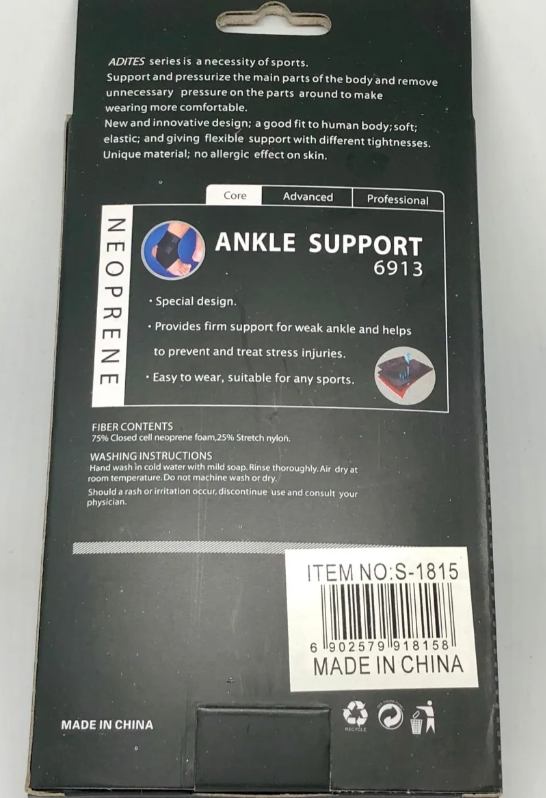 ADITES series is a necessity of sports.
Support and pressurize the main parts of the body and remove
unnecessary pressure on the parts around to make
wearing more comfortable.
New and innovative design; a good fit to human body; soft;
elastic; and giving flexible support with different tightnesses.
Unique material; no allergic effect on skin.
Core Advanced Professional
NEOPRENE
ANKLE SUPPORT
6913
• Special design.
• Provides firm support for weak ankle and helps
to prevent and treat stress injuries.
• Easy to wear, suitable for any sports.
FIBER CONTENTS
75% Closed cell neoprene foam,25% Stretch nylon.
WASHING INSTRUCTIONS
Hand wash in cold water with mild soap. Rinse thoroughly. Air dry at
room temperature. Do not machine wash or dry.
Should a rash or irritation occur, discontinue use and consult your
physician.
ITEM NO:S-1815
6 902579 918158
MADE IN CHINA
MADE IN CHINA
RECYCLE